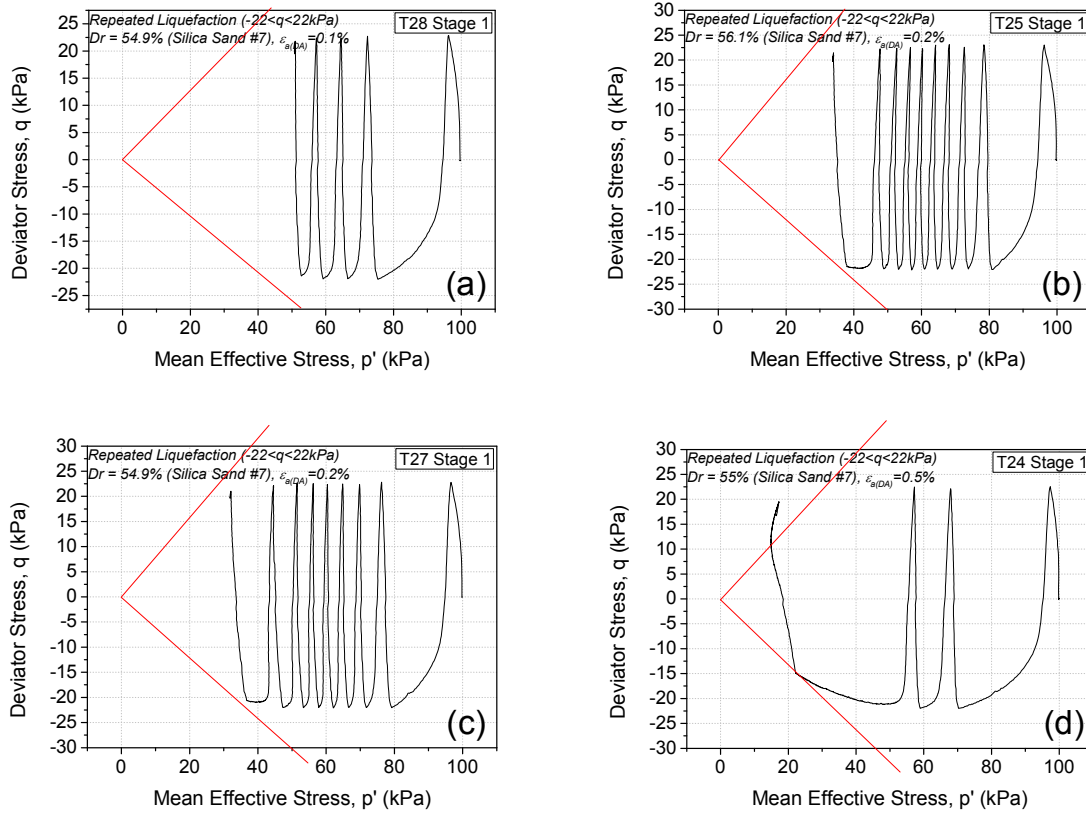 Repeated Liquefaction (-22<q<22kPa)
Dr = 54.9% (Silica Sand #7), εa(DA)=0.1%
T28 Stage 1
25
20
15
10
5
0
-5
-10
-15
-20
-25
Deviator Stress, q (kPa)
(a)
0 20 40 60 80 100
Mean Effective Stress, p' (kPa)
Repeated Liquefaction (-22<q<22kPa)
Dr = 56.1% (Silica Sand #7), εa(DA)=0.2%
T25 Stage 1
30
25
20
15
10
5
0
-5
-10
-15
-20
-25
-30
Deviator Stress, q (kPa)
(b)
0 20 40 60 80 100
Mean Effective Stress, p' (kPa)
Repeated Liquefaction (-22<q<22kPa)
Dr = 54.9% (Silica Sand #7), εa(DA)=0.2%
T27 Stage 1
30
25
20
15
10
5
0
-5
-10
-15
-20
-25
-30
Deviator Stress, q (kPa)
(c)
0 20 40 60 80 100
Mean Effective Stress, p' (kPa)
Repeated Liquefaction (-22<q<22kPa)
Dr = 55% (Silica Sand #7), εa(DA)=0.5%
T24 Stage 1
30
25
20
15
10
5
0
-5
-10
-15
-20
-25
-30
Deviator Stress, q (kPa)
(d)
0 20 40 60 80 100
Mean Effective Stress, p' (kPa)